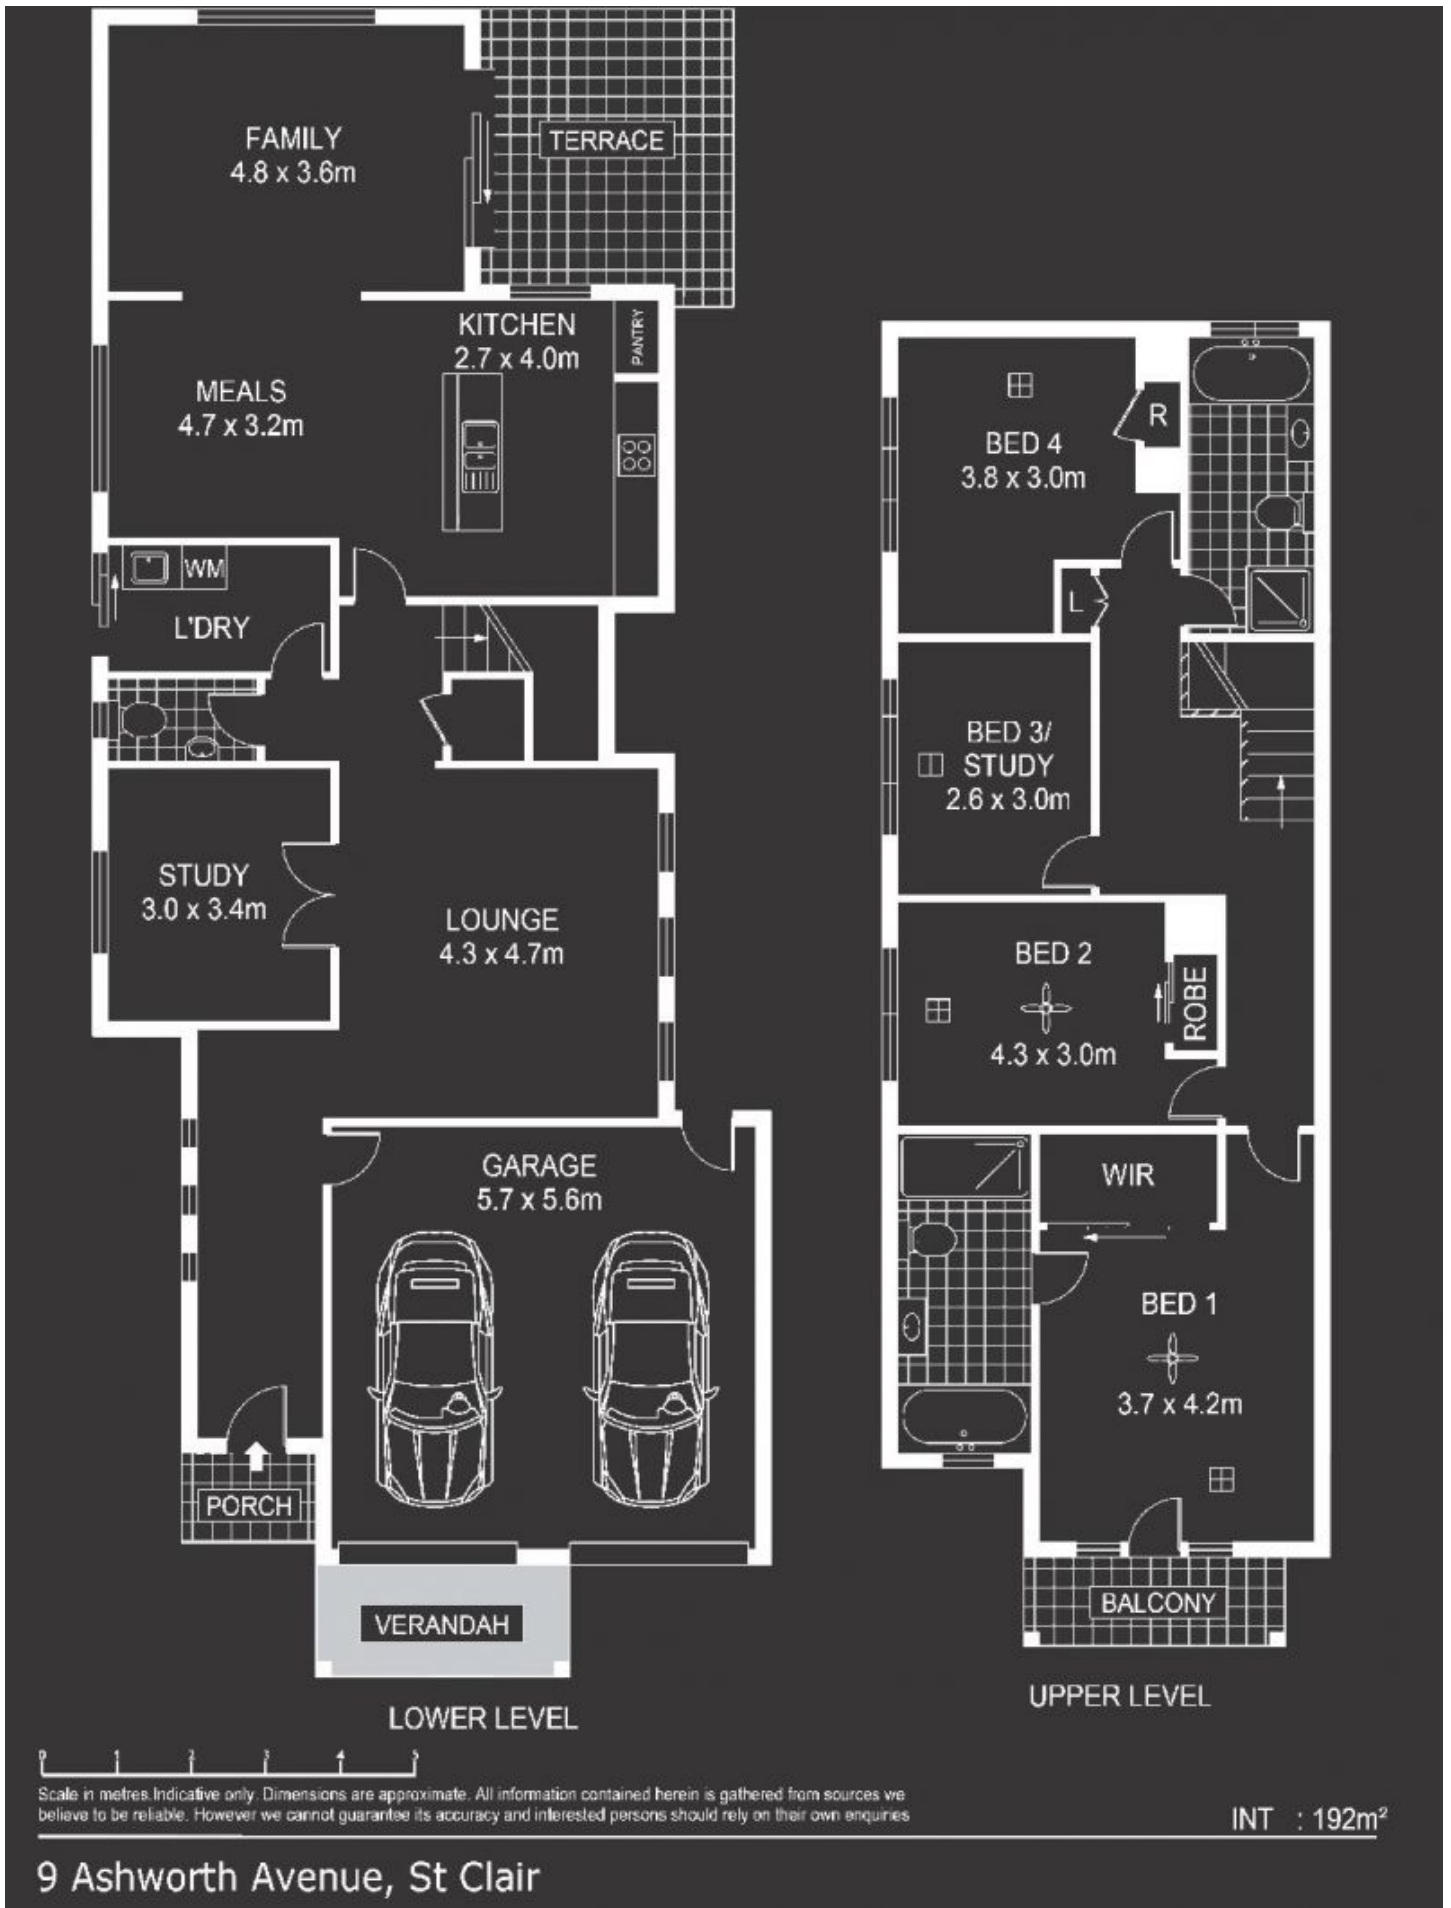 FAMILY
4.8 x 3.6m
TERRACE
KITCHEN
2.7 x 4.0m
PANTRY
MEALS
4.7 x 3.2m
WM
L'DRY
STUDY
3.0 x 3.4m
LOUNGE
4.3 x 4.7m
GARAGE
5.7 x 5.6m
PORCH
VERANDAH
LOWER LEVEL
R
BED 4
3.8 x 3.0m
L
BED 3/
STUDY
2.6 x 3.0m
BED 2
4.3 x 3.0m
ROBE
WIR
BED 1
3.7 x 4.2m
BALCONY
UPPER LEVEL
0 1 2 3 4 5
Scale in metres. Indicative only. Dimensions are approximate. All information contained herein is gathered from sources we
believe to be reliable. However we cannot guarantee its accuracy and interested persons should rely on their own enquiries
INT : 192m²
9 Ashworth Avenue, St Clair